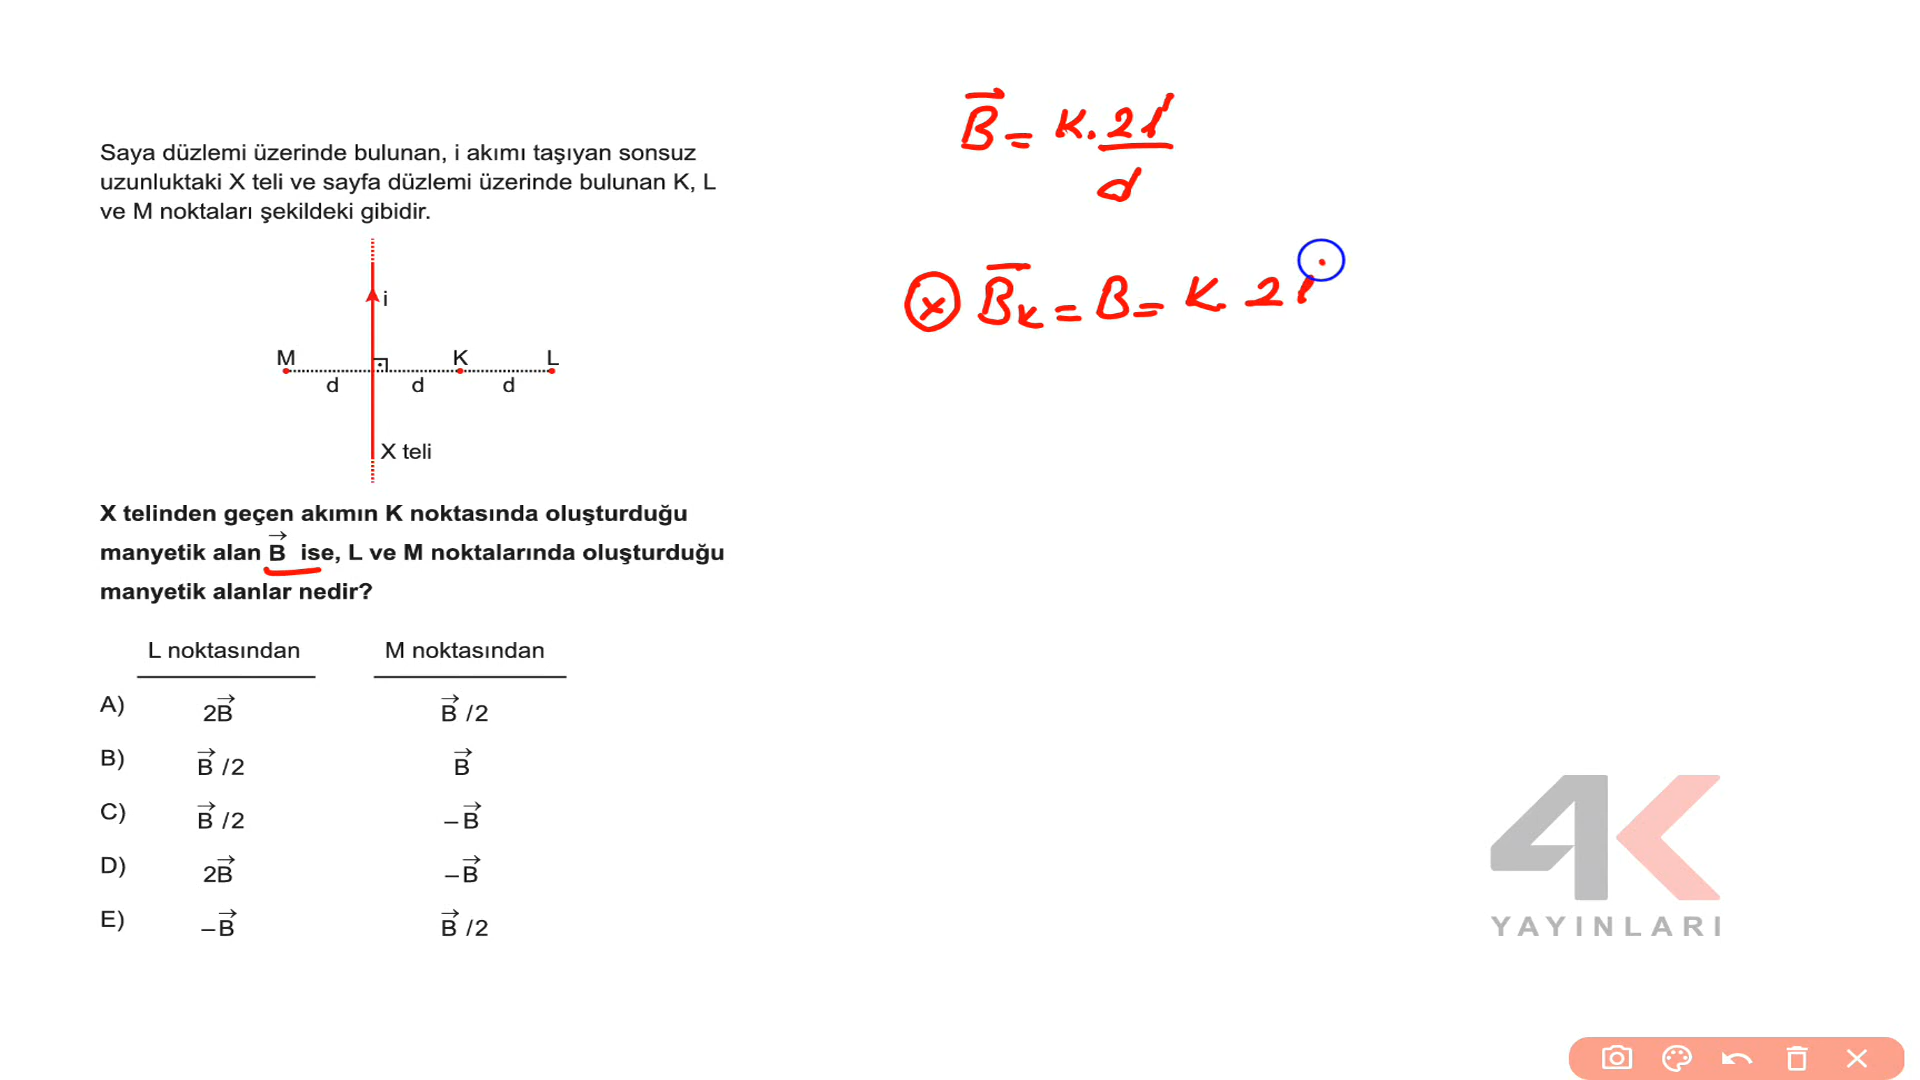 Saya düzlemi üzerinde bulunan, i akımı taşıyan sonsuz
uzunluktaki X teli ve sayfa düzlemi üzerinde bulunan K, L
ve M noktaları şekildeki gibidir.
i
M K L
d d d
X teli
X telinden geçen akımın K noktasında oluşturduğu
manyetik alan B⃗ ise, L ve M noktalarında oluşturduğu
manyetik alanlar nedir?
L noktasından M noktasından
A) 2B⃗ B⃗ /2
B) B⃗ /2 B⃗
C) B⃗ /2 –B⃗
D) 2B⃗ –B⃗
E) –B⃗ B⃗ /2
B⃗ = K. 2i
d
⊗ B⃗K = B = K. 2i
4K
YAYINLARI